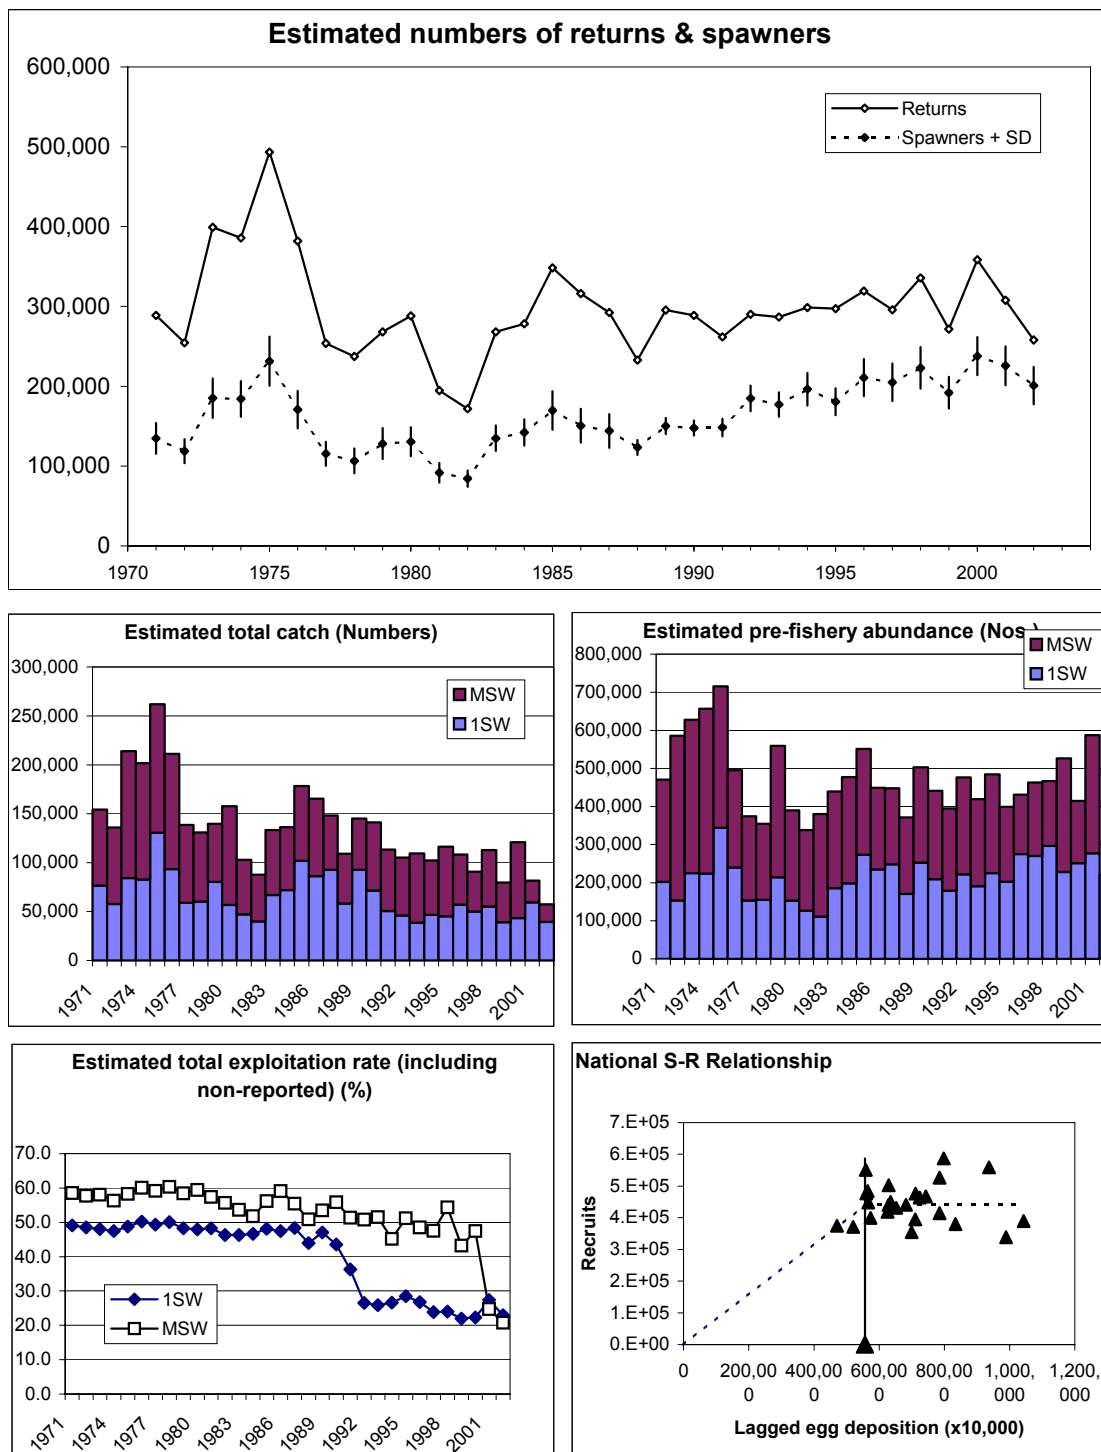 Estimated numbers of returns & spawners
600,000
500,000
400,000
300,000
200,000
100,000
0
1970
1975
1980
1985
1990
1995
2000
Returns
Spawners + SD
Estimated total catch (Numbers)
300,000
250,000
200,000
150,000
100,000
50,000
0
MSW
1SW
1971
1974
1977
1980
1983
1986
1989
1992
1995
1998
2001
Estimated pre-fishery abundance (Nos.)
800,000
700,000
600,000
500,000
400,000
300,000
200,000
100,000
0
MSW
1SW
1971
1974
1977
1980
1983
1986
1989
1992
1995
1998
2001
Estimated total exploitation rate (including
non-reported) (%)
70.0
60.0
50.0
40.0
30.0
20.0
10.0
0.0
1SW
MSW
1971
1974
1977
1980
1983
1986
1989
1992
1995
1998
2001
National S-R Relationship
7.E+05
6.E+05
5.E+05
4.E+05
3.E+05
2.E+05
1.E+05
0.E+00
Recruits
0 200,00 400,00 600,00 800,00 1,000, 1,200,
0 0 0 0 000 000
Lagged egg deposition (x10,000)